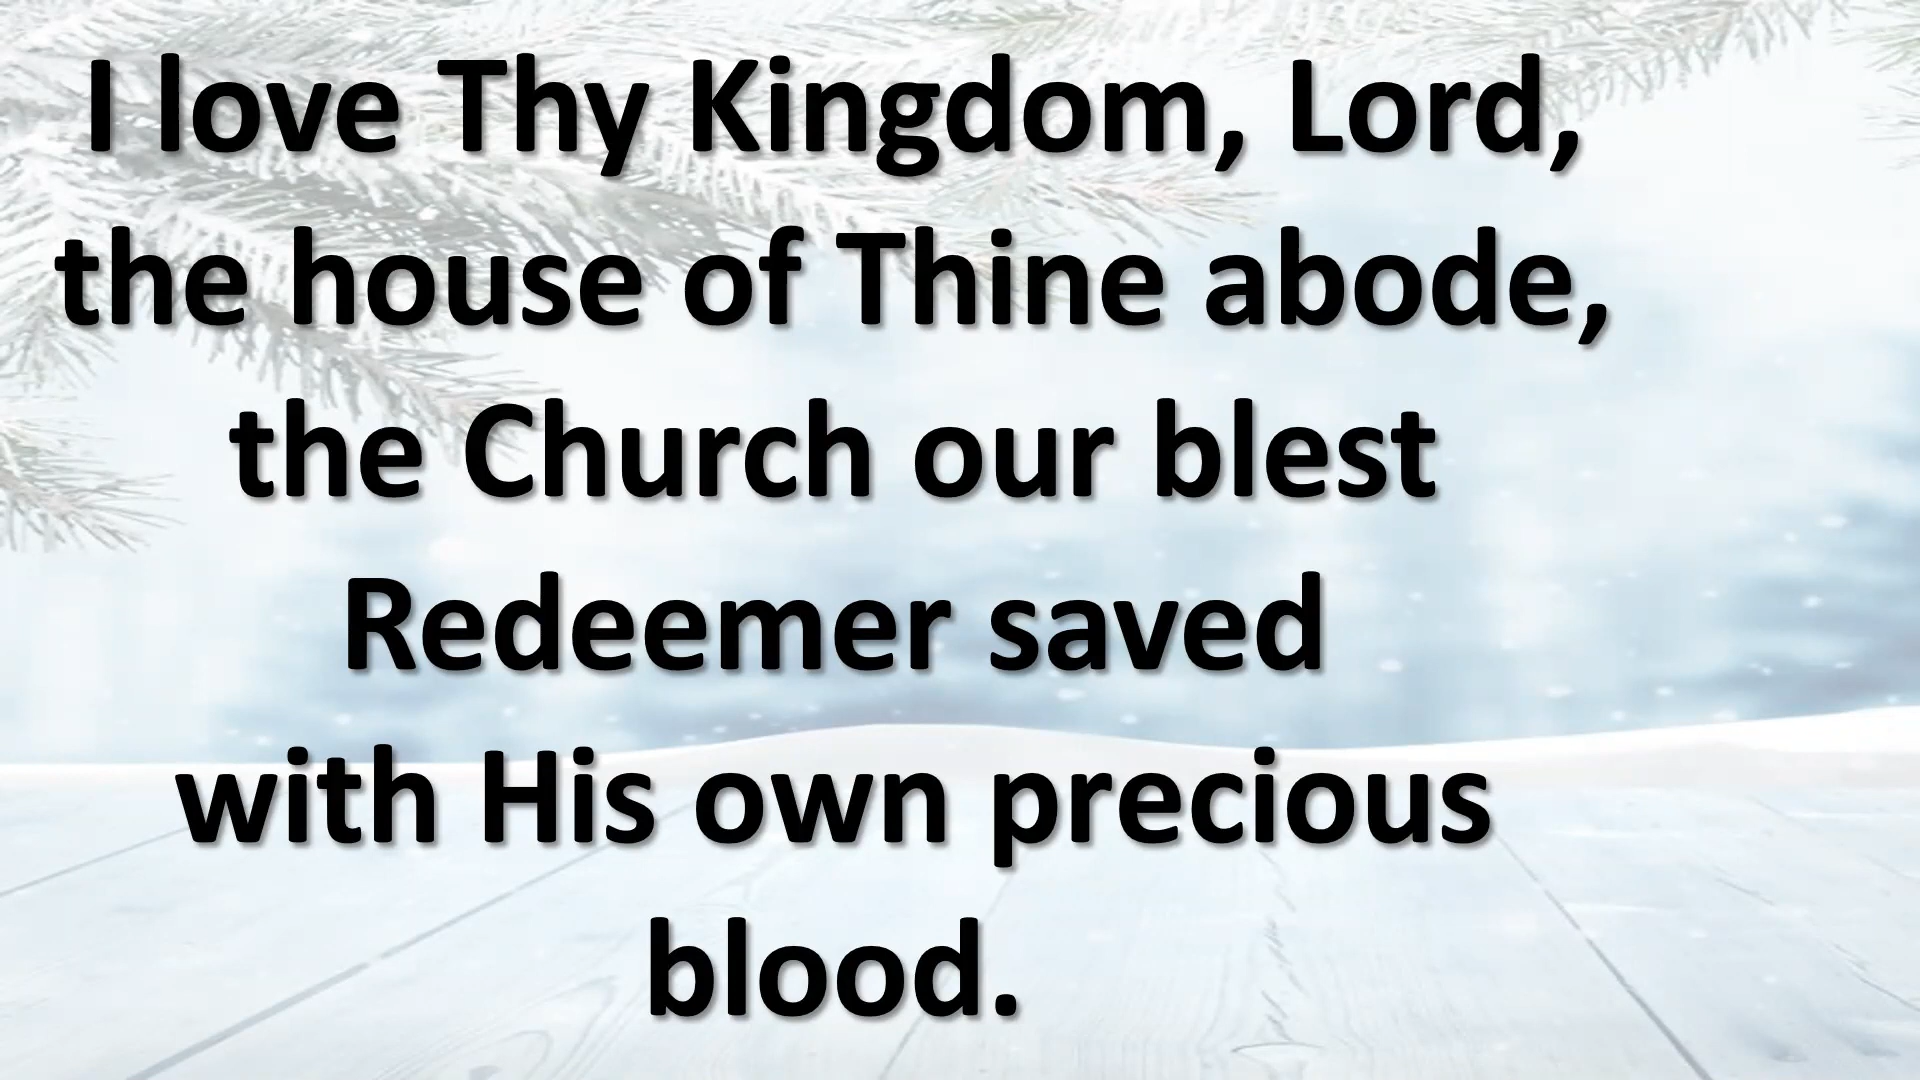 I love Thy Kingdom, Lord,
the house of Thine abode,
the Church our blest
Redeemer saved
with His own precious
blood.